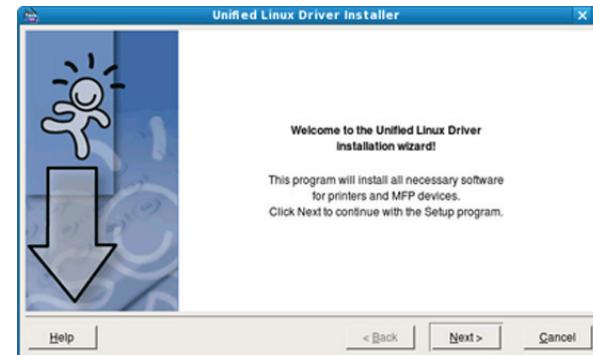 Unified Linux Driver Installer
Welcome to the Unified Linux Driver
installation wizard!
This program will install all necessary software
for printers and MFP devices.
Click Next to continue with the Setup program.
Help
< Back
Next >
Cancel